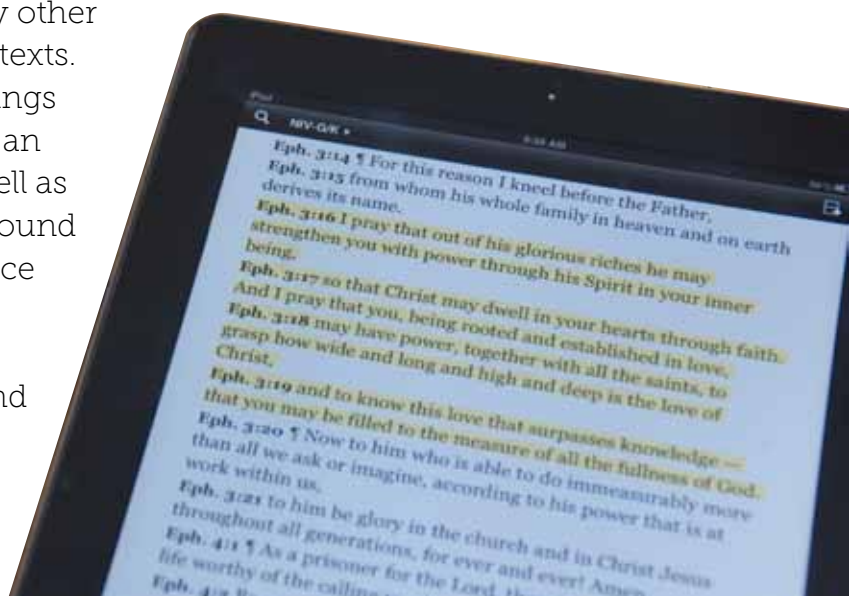 y other
texts.
ings
an
ell as
ound
ce
nd
iPad
NIV-G/K
Eph. 3:14 ¶ For this reason I kneel before the Father,
Eph. 3:15 from whom his whole family in heaven and on earth
derives its name.
Eph. 3:16 I pray that out of his glorious riches he may
strengthen you with power through his Spirit in your inner
being,
Eph. 3:17 so that Christ may dwell in your hearts through faith.
And I pray that you, being rooted and established in love,
Eph. 3:18 may have power, together with all the saints, to
grasp how wide and long and high and deep is the love of
Christ,
Eph. 3:19 and to know this love that surpasses knowledge —
that you may be filled to the measure of all the fullness of God.
Eph. 3:20 ¶ Now to him who is able to do immeasurably more
than all we ask or imagine, according to his power that is at
work within us,
Eph. 3:21 to him be glory in the church and in Christ Jesus
throughout all generations, for ever and ever! Amen.
Eph. 4:1 ¶ As a prisoner for the Lord,
life worthy of the calling
Eph. 4:2